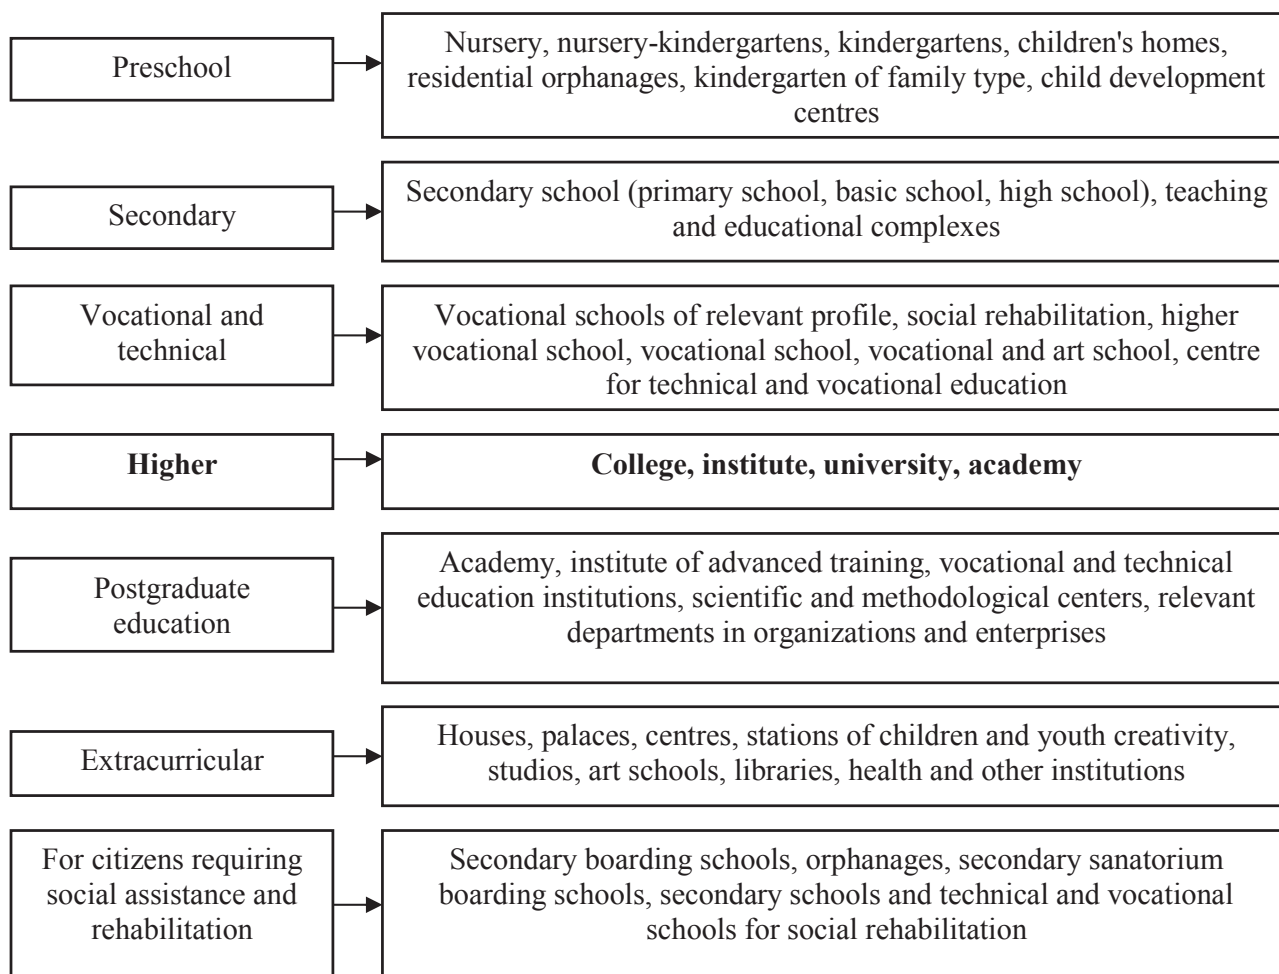 Preschool
Nursery, nursery-kindergartens, kindergartens, children's homes,
residential orphanages, kindergarten of family type, child development
centres
Secondary
Secondary school (primary school, basic school, high school), teaching
and educational complexes
Vocational and
technical
Vocational schools of relevant profile, social rehabilitation, higher
vocational school, vocational school, vocational and art school, centre
for technical and vocational education
Higher
College, institute, university, academy
Postgraduate
education
Academy, institute of advanced training, vocational and technical
education institutions, scientific and methodological centers, relevant
departments in organizations and enterprises
Extracurricular
Houses, palaces, centres, stations of children and youth creativity,
studios, art schools, libraries, health and other institutions
For citizens requiring
social assistance and
rehabilitation
Secondary boarding schools, orphanages, secondary sanatorium
boarding schools, secondary schools and technical and vocational
schools for social rehabilitation